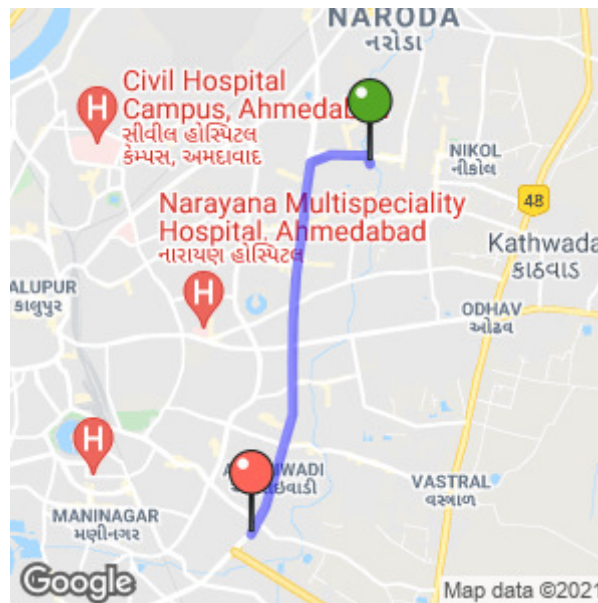 NARODA
નરોડા
Civil Hospital
Campus, Ahmedab
સીવીલ હોસ્પિટલ
કેમ્પસ, અમદાવાદ
NIKOL
નીકોલ
48
Narayana Multispeciality
Hospital. Ahmedabad
નારાયણ હોસ્પિટલ
Kathwada
કાઠવાડ
ALUPUR
કાલુપુર
H
H
H
ODHAV
ઓઢવ
VASTRAL
વસ્ત્રાલ
MANINAGAR
મણીનગર
Google
Map data ©2021